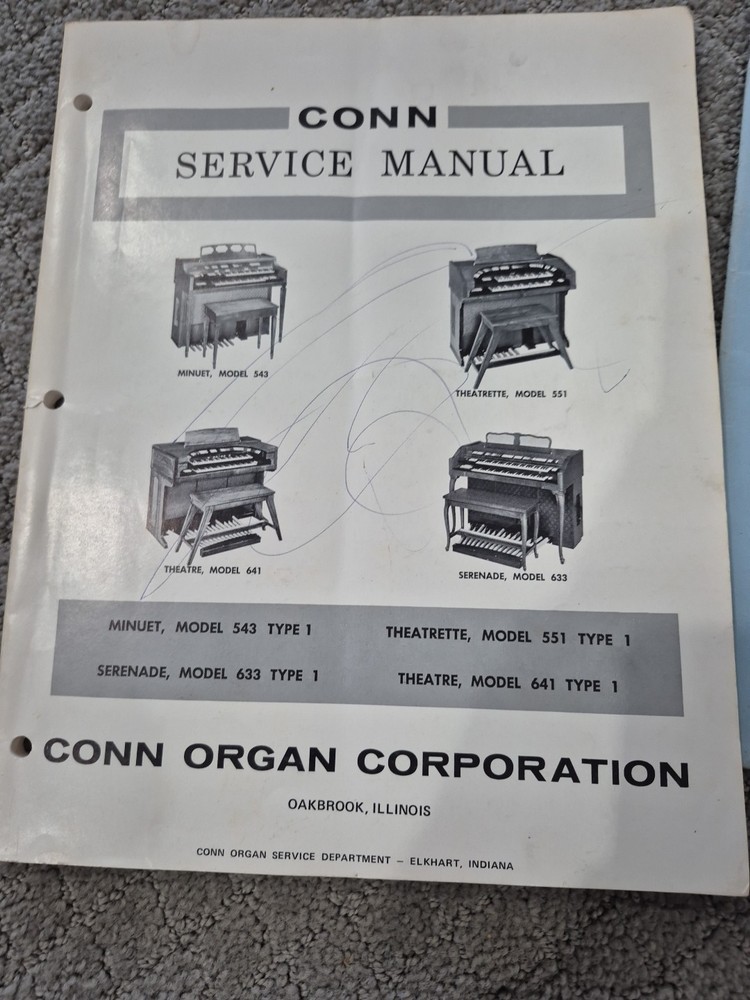 CONN
SERVICE MANUAL
MINUET, MODEL 543
THEATRETTE, MODEL 551
THEATRE, MODEL 641
SERENADE, MODEL 633
MINUET, MODEL 543 TYPE 1
THEATRETTE, MODEL 551 TYPE 1
SERENADE, MODEL 633 TYPE 1
THEATRE, MODEL 641 TYPE 1
CONN ORGAN CORPORATION
OAKBROOK, ILLINOIS
CONN ORGAN SERVICE DEPARTMENT – ELKHART, INDIANA